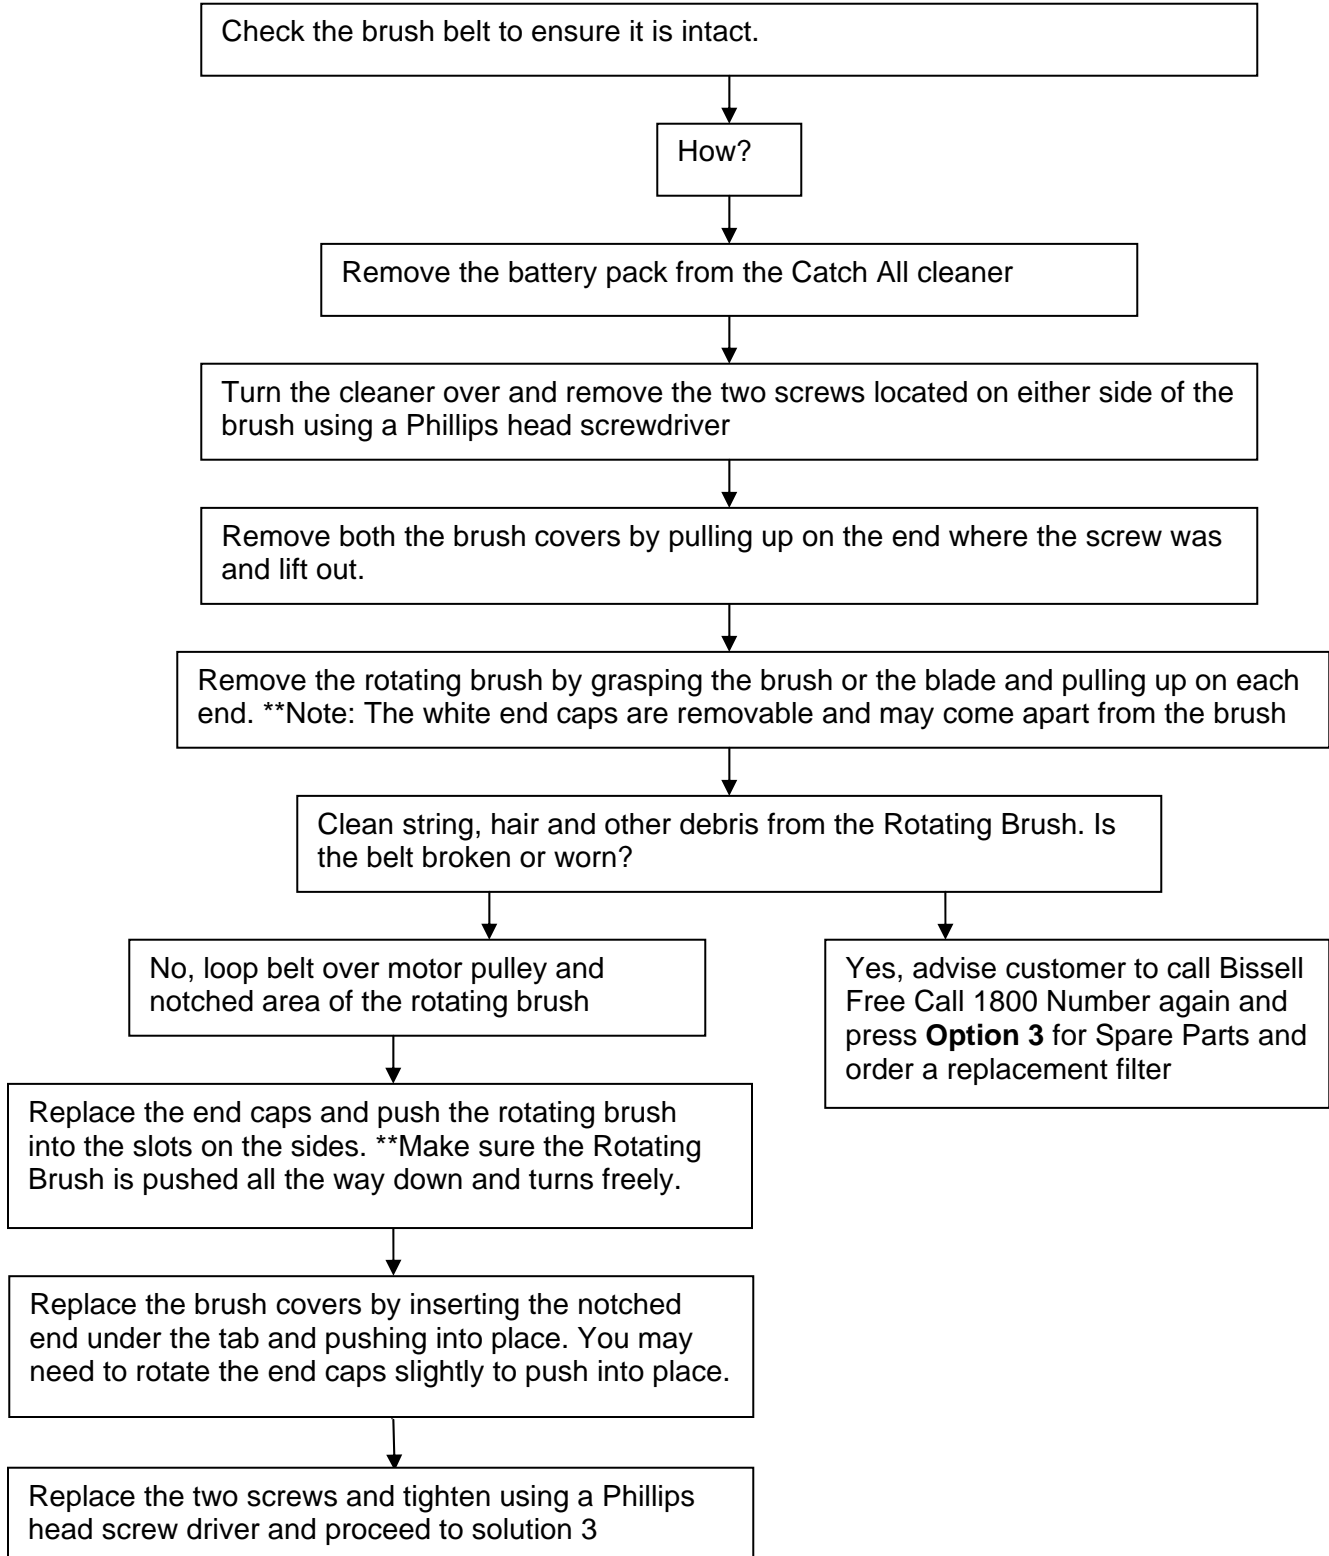 Check the brush belt to ensure it is intact.
How?
Remove the battery pack from the Catch All cleaner
Turn the cleaner over and remove the two screws located on either side of the
brush using a Phillips head screwdriver
Remove both the brush covers by pulling up on the end where the screw was
and lift out.
Remove the rotating brush by grasping the brush or the blade and pulling up on each
end. **Note: The white end caps are removable and may come apart from the brush
Clean string, hair and other debris from the Rotating Brush. Is
the belt broken or worn?
No, loop belt over motor pulley and
notched area of the rotating brush
Yes, advise customer to call Bissell
Free Call 1800 Number again and
press Option 3 for Spare Parts and
order a replacement filter
Replace the end caps and push the rotating brush
into the slots on the sides. **Make sure the Rotating
Brush is pushed all the way down and turns freely.
Replace the brush covers by inserting the notched
end under the tab and pushing into place. You may
need to rotate the end caps slightly to push into place.
Replace the two screws and tighten using a Phillips
head screw driver and proceed to solution 3